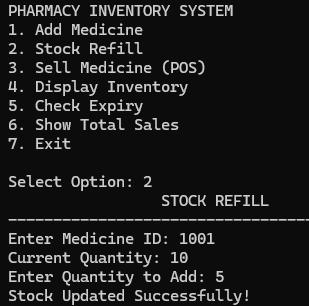 PHARMACY INVENTORY SYSTEM
1. Add Medicine
2. Stock Refill
3. Sell Medicine (POS)
4. Display Inventory
5. Check Expiry
6. Show Total Sales
7. Exit
Select Option: 2
STOCK REFILL
----------------------------------
Enter Medicine ID: 1001
Current Quantity: 10
Enter Quantity to Add: 5
Stock Updated Successfully!